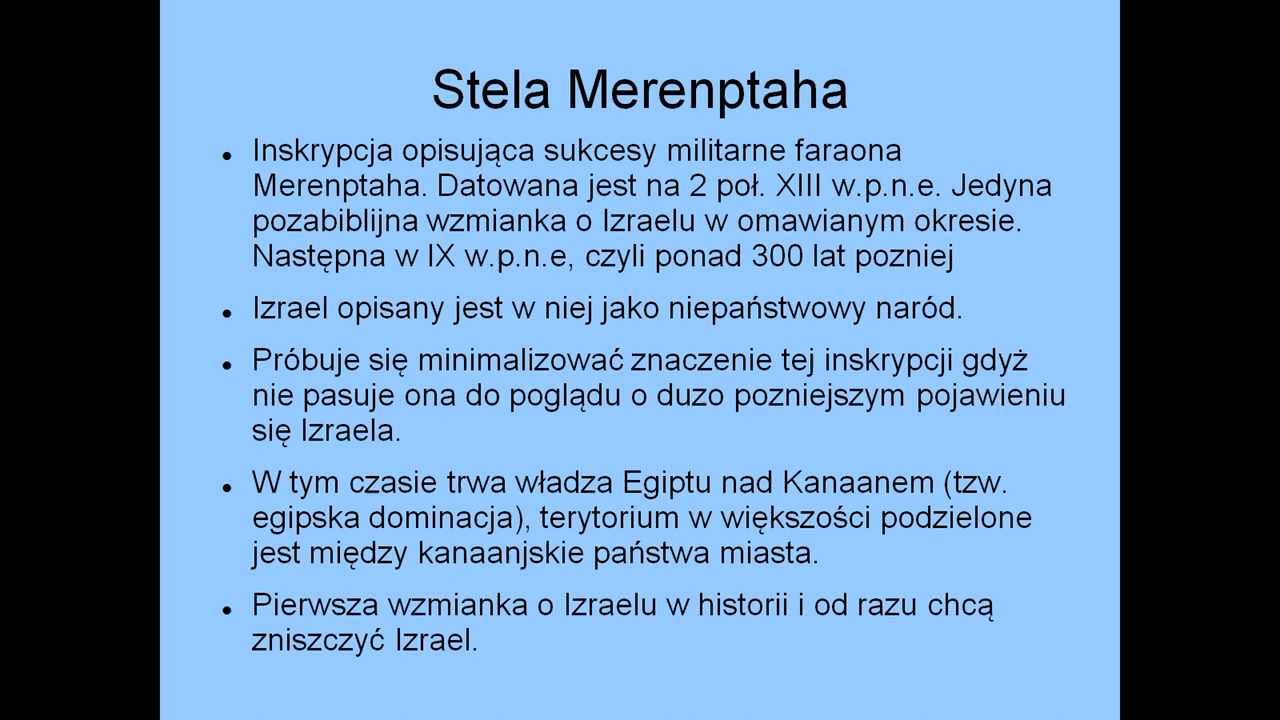 Stela Merenptaha
● Inskrypcja opisująca sukcesy militarne faraona
Merenptaha. Datowana jest na 2 poł. XIII w.p.n.e. Jedyna
pozabiblijna wzmianka o Izraelu w omawianym okresie.
Następna w IX w.p.n.e, czyli ponad 300 lat pozniej
● Izrael opisany jest w niej jako niepaństwowy naród.
● Próbuje się minimalizować znaczenie tej inskrypcji gdyż
nie pasuje ona do poglądu o duzo pozniejszym pojawieniu
się Izraela.
● W tym czasie trwa władza Egiptu nad Kanaanem (tzw.
egipska dominacja), terytorium w większości podzielone
jest między kanaanjskie państwa miasta.
● Pierwsza wzmianka o Izraelu w historii i od razu chcą
zniszczyć Izrael.